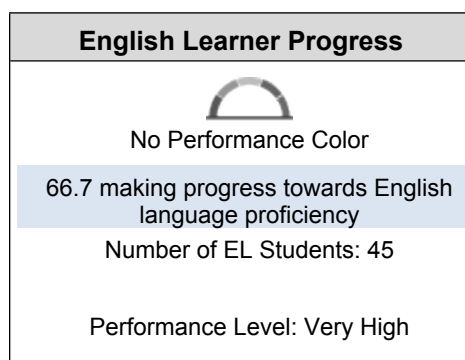 English Learner Progress
No Performance Color
66.7 making progress towards English
language proficiency
Number of EL Students: 45
Performance Level: Very High